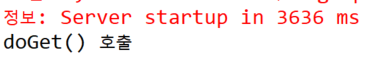 정보: Server startup in 3636 ms
doGet() 호출